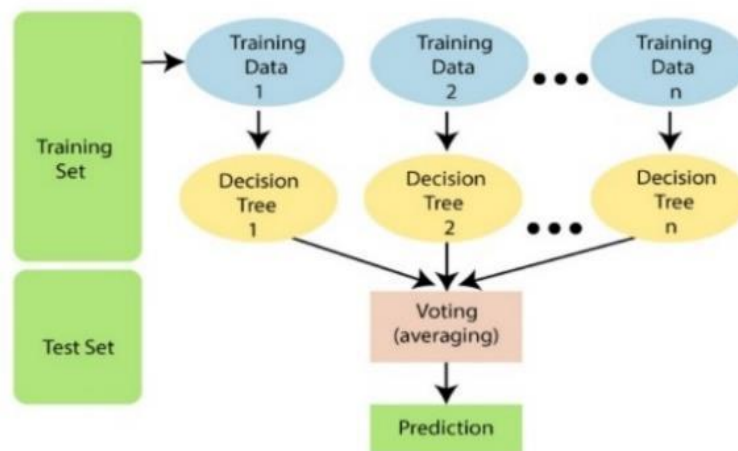 Training
Set
Test Set
Training
Data
1
Training
Data
2
Training
Data
n
Decision
Tree
1
Decision
Tree
2
Decision
Tree
n
Voting
(averaging)
Prediction